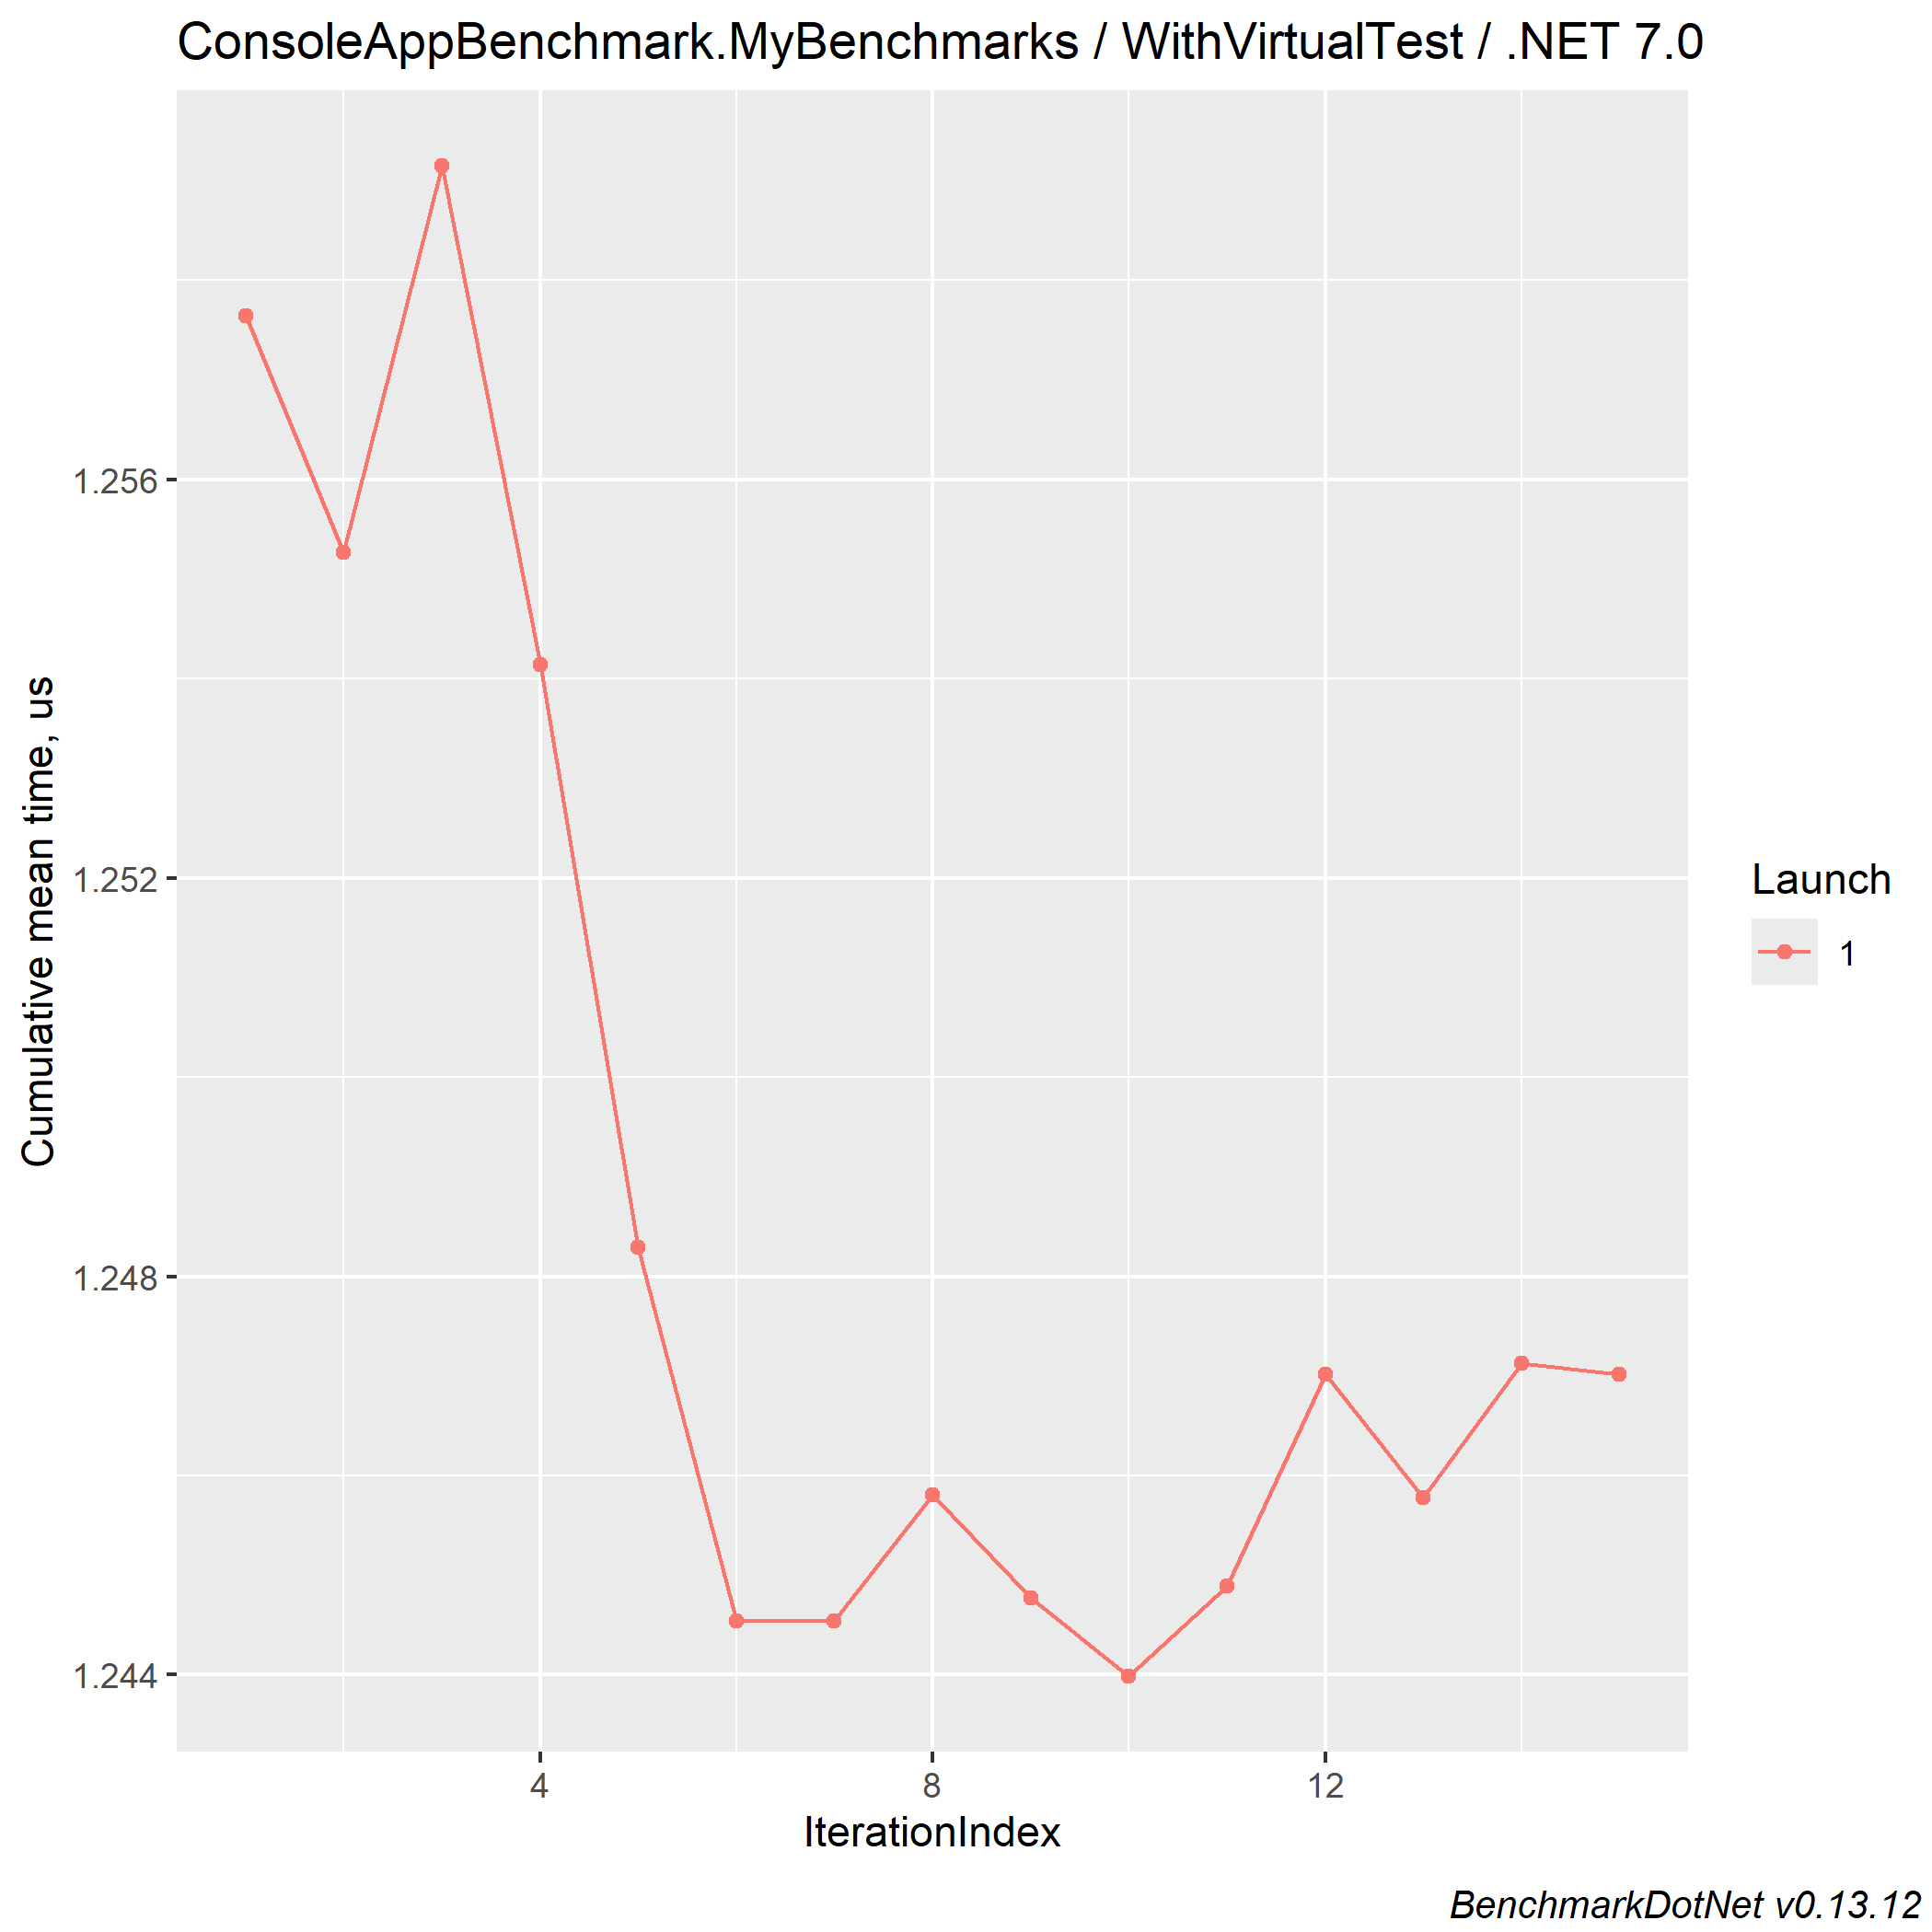 ConsoleAppBenchmark.MyBenchmarks / WithVirtualTest / .NET 7.0
Cumulative mean time, us
1.256
1.252
1.248
1.244
4
8
12
IterationIndex
Launch
1
BenchmarkDotNet v0.13.12